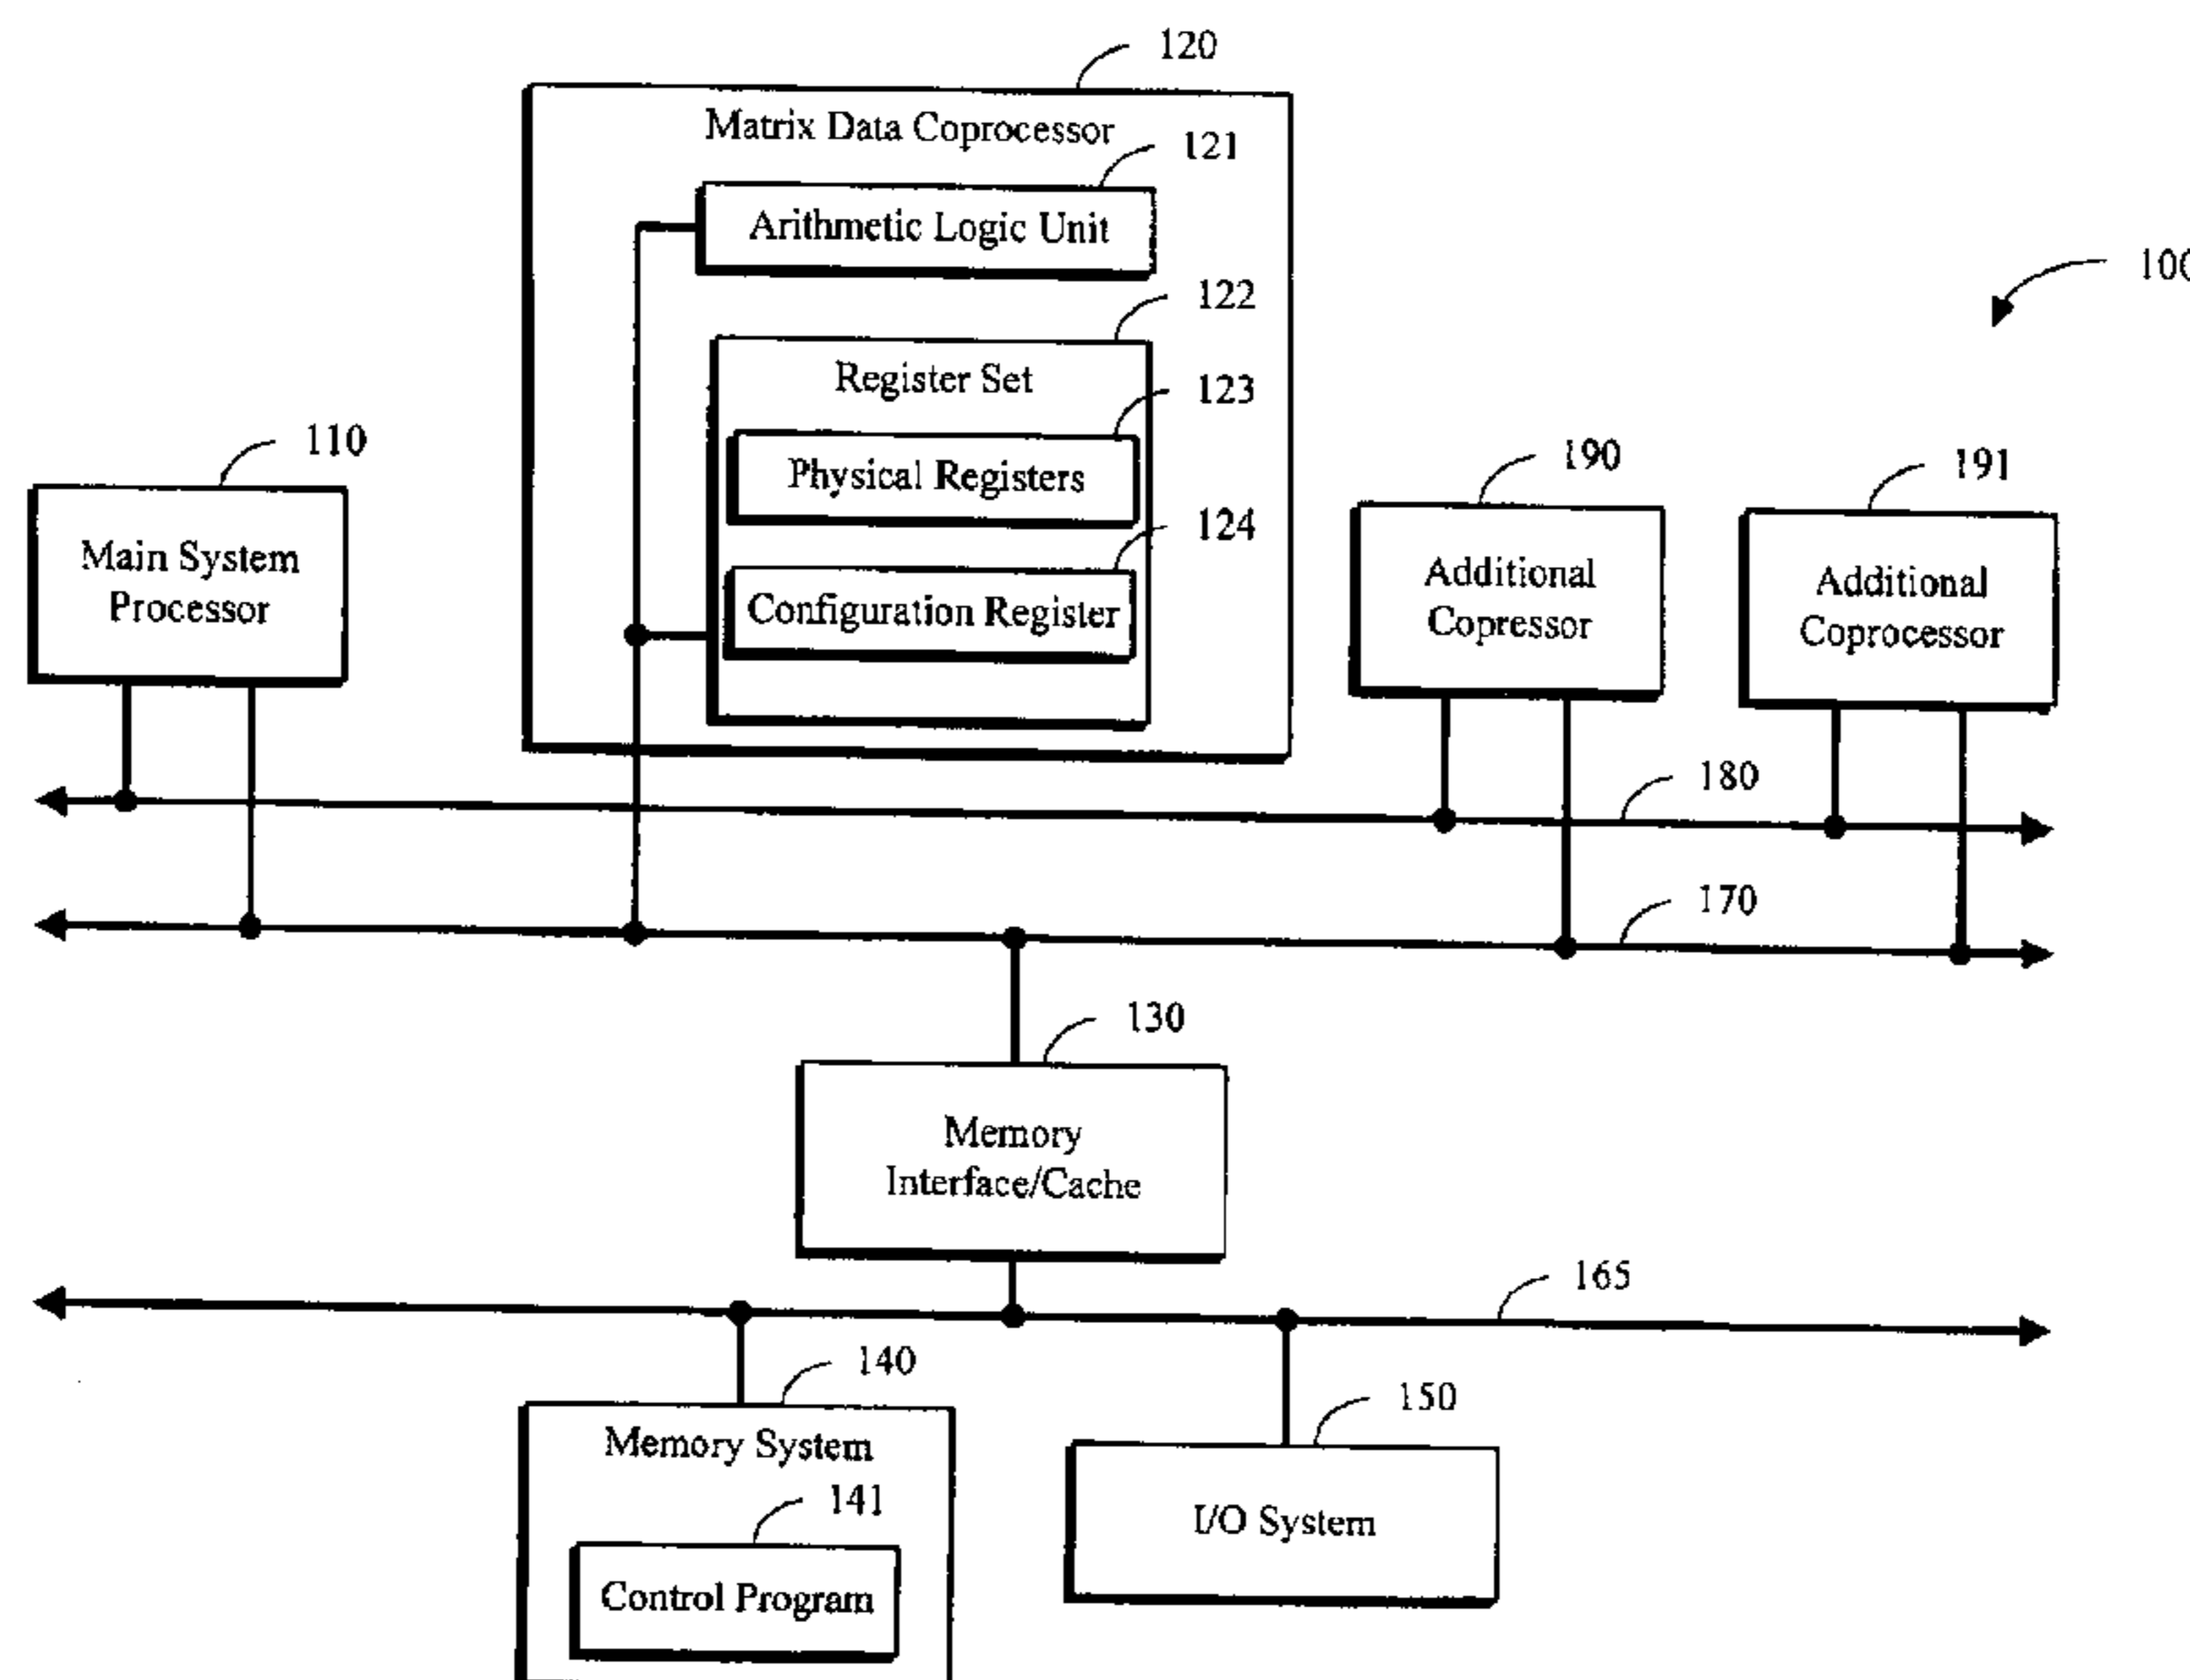 120
Matrix Data Coprocessor
121
Arithmetic Logic Unit
100
122
Register Set
123
Physical Registers
124
Configuration Register
110
Main System
Processor
190
Additional
Copressor
191
Additional
Coprocessor
180
170
130
Memory
Interface/Cache
165
140
Memory System
141
Control Program
150
I/O System